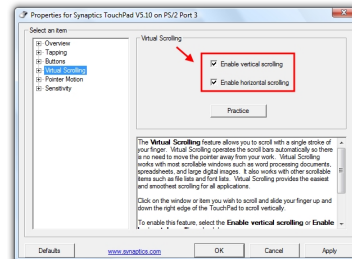 Properties for Synaptics TouchPad V5.10 on PS/2 Port 3
Select an item
Overview
Tapping
Buttons
Virtual Scrolling
Pointer Motion
Sensitivity
Virtual Scrolling
Enable vertical scrolling
Enable horizontal scrolling
Practice
The Virtual Scrolling feature allows you to scroll with a single stroke of
your finger. Virtual Scrolling operates the scroll bars automatically so there
is no need to move the pointer away from your work. Virtual Scrolling
works with most scrollable windows such as word processing documents,
spreadsheets, and large digital images. It also works with other scrollable
items such as file lists and font lists. Virtual Scrolling provides the easiest
and smoothest scrolling for all applications.
Click on the window or item you wish to scroll and slide your finger up and
down the right edge of the TouchPad to scroll vertically.
To enable this feature, select the Enable vertical scrolling or Enable
Defaults
www.synaptics.com
OK
Cancel
Apply